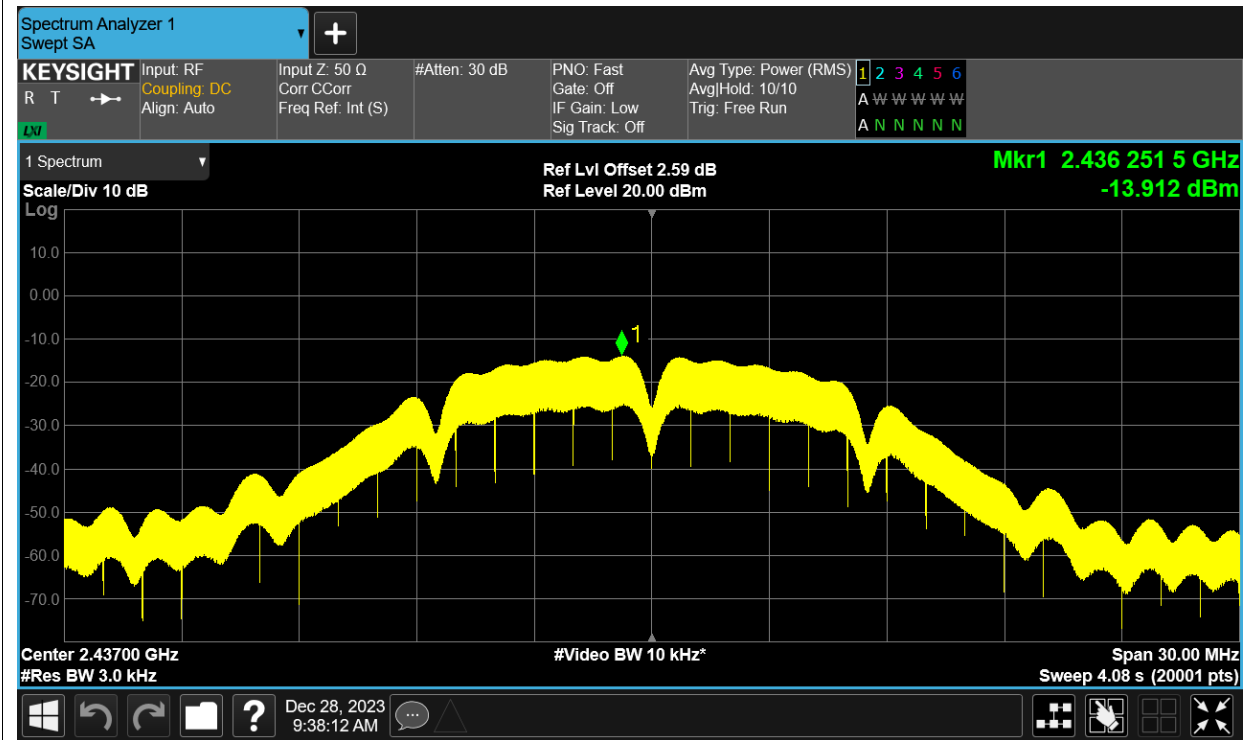 Spectrum Analyzer 1
Swept SA
KEYSIGHT
R T
LXI
Input: RF
Coupling: DC
Align: Auto
Input Z: 50 Ω
Corr CCorr
Freq Ref: Int (S)
#Atten: 30 dB
PNO: Fast
Gate: Off
IF Gain: Low
Sig Track: Off
Avg Type: Power (RMS)
Avg|Hold: 10/10
Trig: Free Run
1 2 3 4 5 6
A W W W W W
A N N N N N
1 Spectrum
Scale/Div 10 dB
Ref Lvl Offset 2.59 dB
Ref Level 20.00 dBm
Mkr1 2.436 251 5 GHz
-13.912 dBm
Log
10.0
0.00
-10.0
-20.0
-30.0
-40.0
-50.0
-60.0
-70.0
1
Center 2.43700 GHz
#Res BW 3.0 kHz
#Video BW 10 kHz*
Span 30.00 MHz
Sweep 4.08 s (20001 pts)
?
Dec 28, 2023
9:38:12 AM